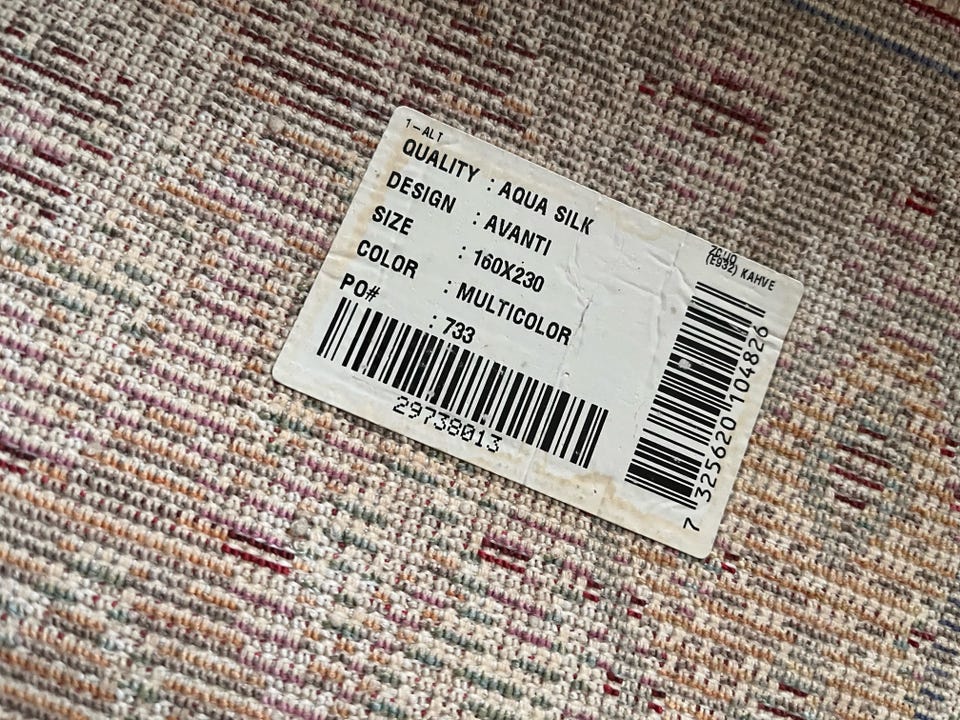 1-ALT
QUALITY : AQUA SILK
DESIGN : AVANTI
SIZE : 160X230
COLOR : MULTICOLOR
PO# : 733
29738013
(E932) KAHVE
7 325620 104826